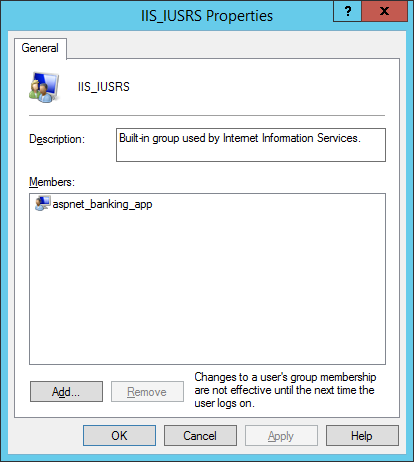 IIS_IUSRS Properties
?
x
General
IIS_IUSRS
Description:
Built-in group used by Internet Information Services.
Members:
aspnet_banking_app
Add...
Remove
Changes to a user's group membership
are not effective until the next time the
user logs on.
OK
Cancel
Apply
Help